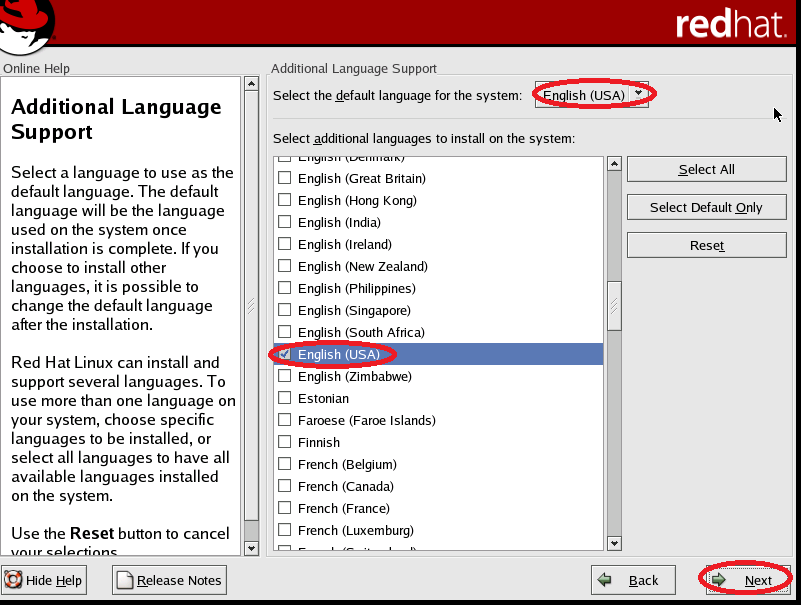 redhat.
Online Help
Additional Language
Support
Select a language to use as the
default language. The default
language will be the language
used on the system once
installation is complete. If you
choose to install other
languages, it is possible to
change the default language
after the installation.
Red Hat Linux can install and
support several languages. To
use more than one language on
your system, choose specific
languages to be installed, or
select all languages to have all
available languages installed
on the system.
Use the Reset button to cancel
your selections.
Additional Language Support
Select the default language for the system: English (USA)
Select additional languages to install on the system:
English (Denmark)
English (Great Britain)
English (Hong Kong)
English (India)
English (Ireland)
English (New Zealand)
English (Philippines)
English (Singapore)
English (South Africa)
English (USA)
English (Zimbabwe)
Estonian
Faroese (Faroe Islands)
Finnish
French (Belgium)
French (Canada)
French (France)
French (Luxemburg)
Select All
Select Default Only
Reset
Hide Help
Release Notes
Back
Next